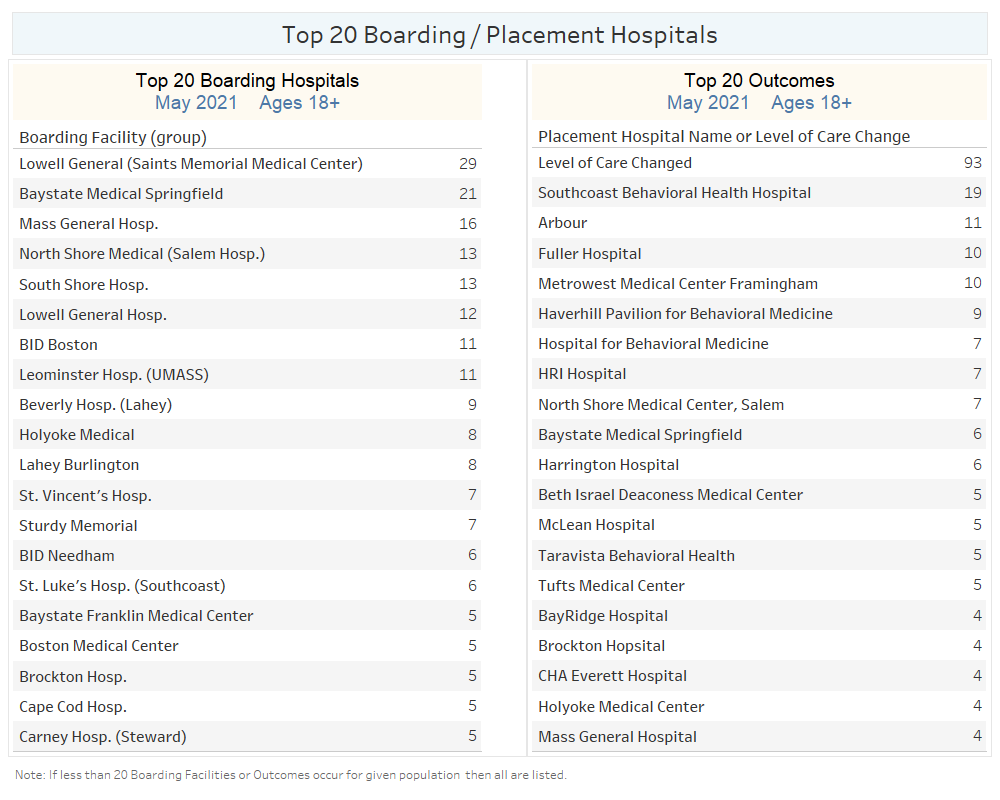 Top 20 Boarding / Placement Hospitals
Top 20 Boarding Hospitals
May 2021 Ages 18+
Boarding Facility (group)
Lowell General (Saints Memorial Medical Center) 29
Baystate Medical Springfield 21
Mass General Hosp. 16
North Shore Medical (Salem Hosp.) 13
South Shore Hosp. 13
Lowell General Hosp. 12
BID Boston 11
Leominster Hosp. (UMASS) 11
Beverly Hosp. (Lahey) 9
Holyoke Medical 8
Lahey Burlington 8
St. Vincent's Hosp. 7
Sturdy Memorial 7
BID Needham 6
St. Luke's Hosp. (Southcoast) 6
Baystate Franklin Medical Center 5
Boston Medical Center 5
Brockton Hosp. 5
Cape Cod Hosp. 5
Carney Hosp. (Steward) 5
Top 20 Outcomes
May 2021 Ages 18+
Placement Hospital Name or Level of Care Change
Level of Care Changed 93
Southcoast Behavioral Health Hospital 19
Arbour 11
Fuller Hospital 10
Metrowest Medical Center Framingham 10
Haverhill Pavilion for Behavioral Medicine 9
Hospital for Behavioral Medicine 7
HRI Hospital 7
North Shore Medical Center, Salem 7
Baystate Medical Springfield 6
Harrington Hospital 6
Beth Israel Deaconess Medical Center 5
McLean Hospital 5
Taravista Behavioral Health 5
Tufts Medical Center 5
BayRidge Hospital 4
Brockton Hopsital 4
CHA Everett Hospital 4
Holyoke Medical Center 4
Mass General Hospital 4
Note: If less than 20 Boarding Facilities or Outcomes occur for given population then all are listed.